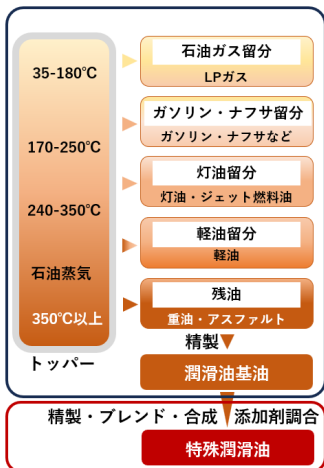 35-180℃
170-250℃
240-350℃
石油蒸気
350℃以上
トッパー
石油ガス留分
LPガス
ガソリン・ナフサ留分
ガソリン・ナフサなど
灯油留分
灯油・ジェット燃料油
軽油留分
軽油
残油
重油・アスファルト
精製
潤滑油基油
精製・ブレンド・合成
添加剤調合
特殊潤滑油